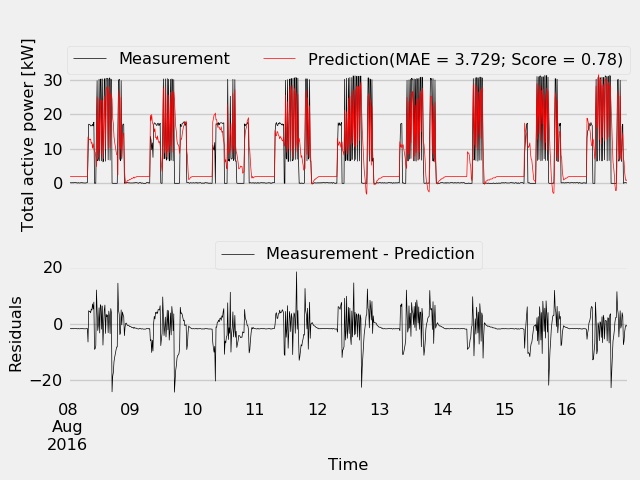 Measurement
Prediction(MAE = 3.729; Score = 0.78)
Total active power [kW]
30
20
10
0
Measurement - Prediction
Residuals
20
0
−20
08 09 10 11 12 13 14 15 16
Aug
2016
Time